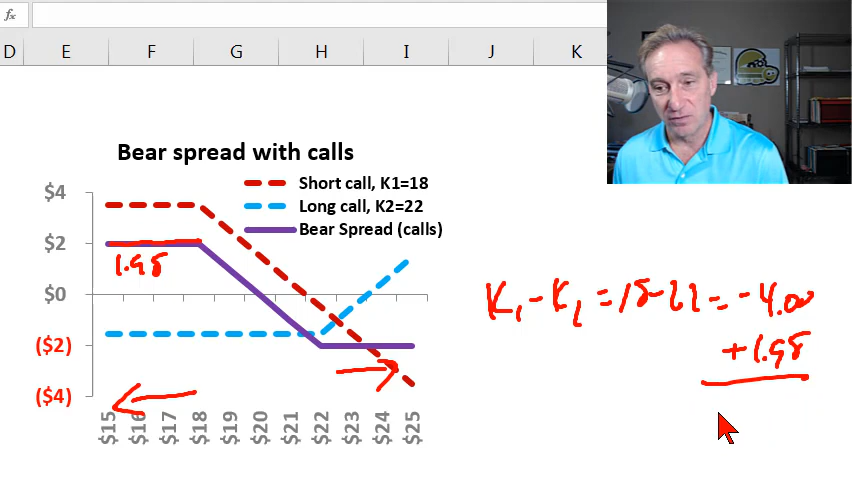 fx
D E F G H I J K
Bear spread with calls
$4
$2
$0
($2)
($4)
Short call, K1=18
Long call, K2=22
Bear Spread (calls)
1.98
$15 $16 $17 $18 $19 $20 $21 $22 $23 $24 $25
K₁-K₂=18-22=-4.00
+1.98